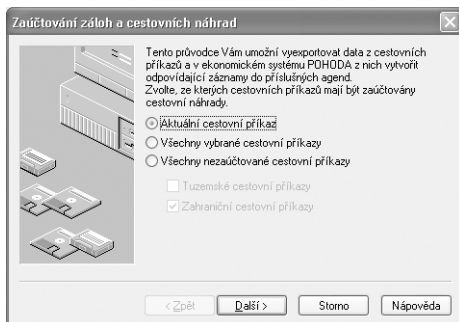 Zaúčtování záloh a cestovních náhrad
Tento průvodce Vám umožní vyexportovat data z cestovních
příkazů a v ekonomickém systému POHODA z nich vytvořit
odpovídající záznamy do příslušných agend.
Zvolte, ze kterých cestovních příkazů mají být zaúčtovány
cestovní náhrady.
Aktuální cestovní příkaz
Všechny vybrané cestovní příkazy
Všechny nezaúčtované cestovní příkazy
Tuzemské cestovní příkazy
Zahraniční cestovní příkazy
< Zpět
Další >
Storno
Nápověda